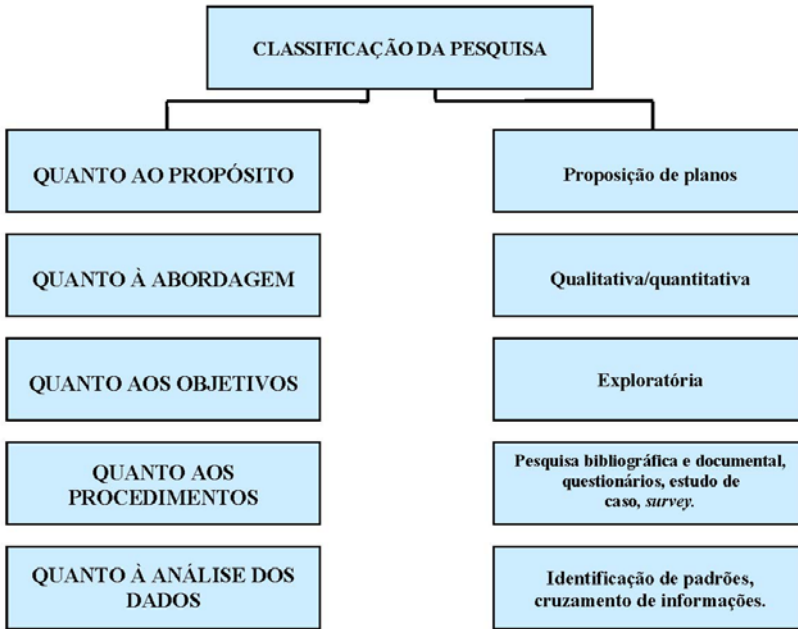 CLASSIFICAÇÃO DA PESQUISA
QUANTO AO PROPÓSITO
Proposição de planos
QUANTO À ABORDAGEM
Qualitativa/quantitativa
QUANTO AOS OBJETIVOS
Exploratória
QUANTO AOS
PROCEDIMENTOS
Pesquisa bibliográfica e documental,
questionários, estudo de
caso, survey.
QUANTO À ANÁLISE DOS
DADOS
Identificação de padrões,
cruzamento de informações.